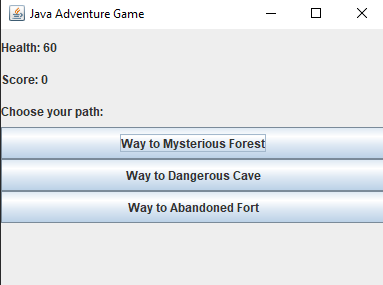 Java Adventure Game
Health: 60
Score: 0
Choose your path:
Way to Mysterious Forest
Way to Dangerous Cave
Way to Abandoned Fort